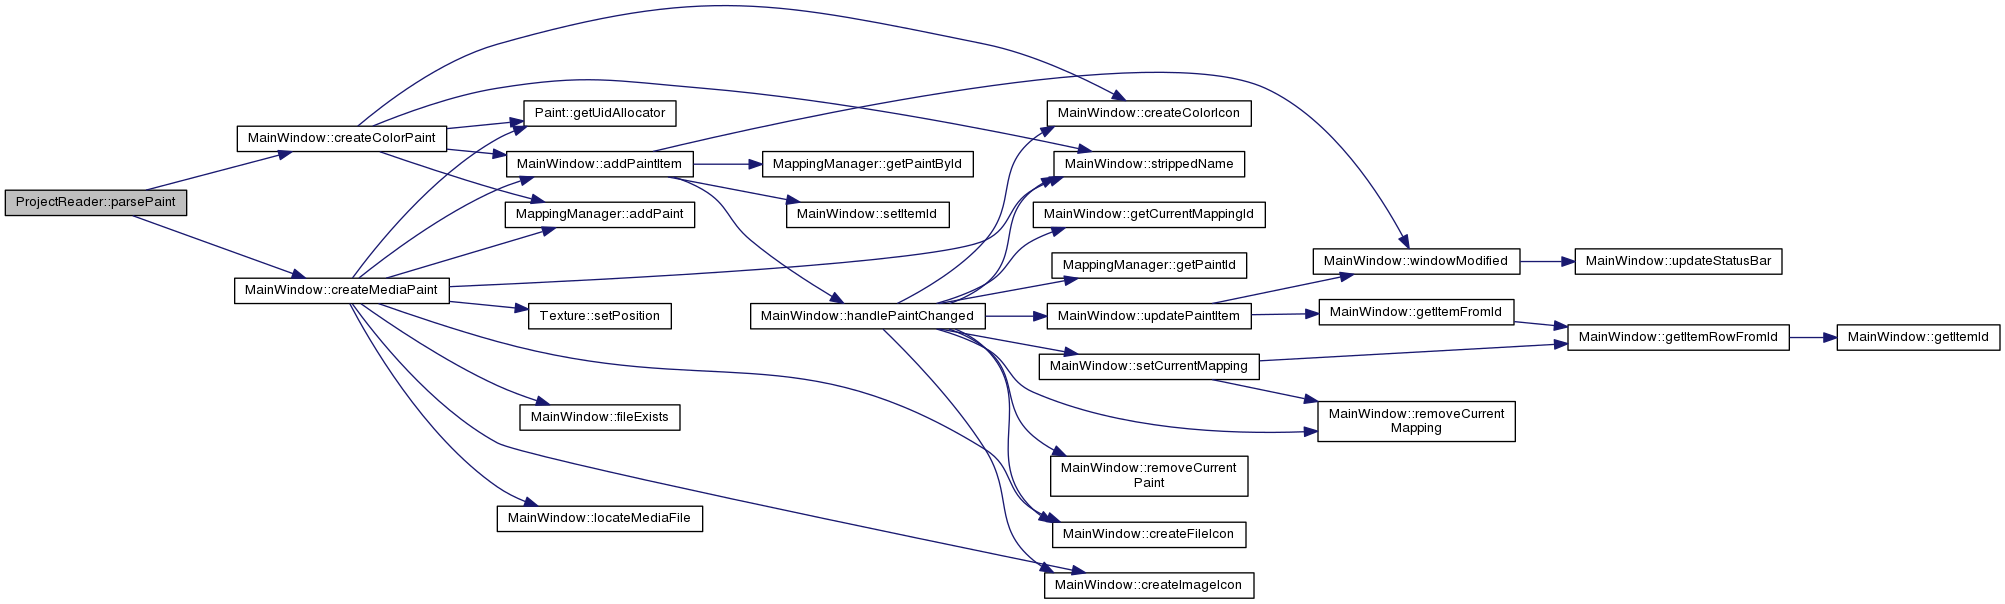 ProjectReader::parsePaint
MainWindow::createColorPaint
MainWindow::createMediaPaint
Paint::getUidAllocator
MainWindow::addPaintItem
MappingManager::addPaint
Texture::setPosition
MainWindow::fileExists
MainWindow::locateMediaFile
MappingManager::getPaintById
MainWindow::setItemId
MainWindow::handlePaintChanged
MainWindow::createColorIcon
MainWindow::strippedName
MainWindow::getCurrentMappingId
MappingManager::getPaintId
MainWindow::updatePaintItem
MainWindow::setCurrentMapping
MainWindow::removeCurrent
Paint
MainWindow::createFileIcon
MainWindow::createImageIcon
MainWindow::windowModified
MainWindow::getItemFromId
MainWindow::removeCurrent
Mapping
MainWindow::updateStatusBar
MainWindow::getItemRowFromId
MainWindow::getItemId